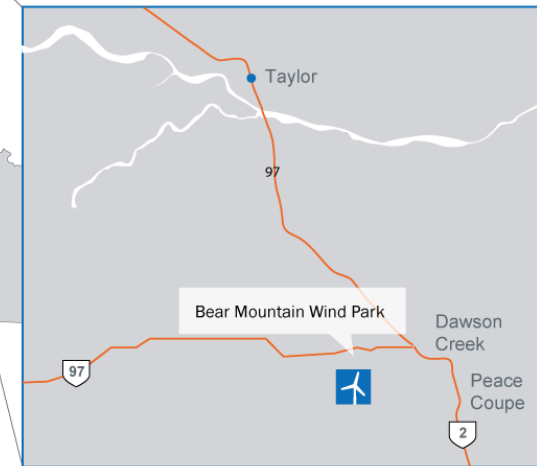 Taylor
97
Bear Mountain Wind Park
Dawson
Creek
97
Peace
Coupe
2